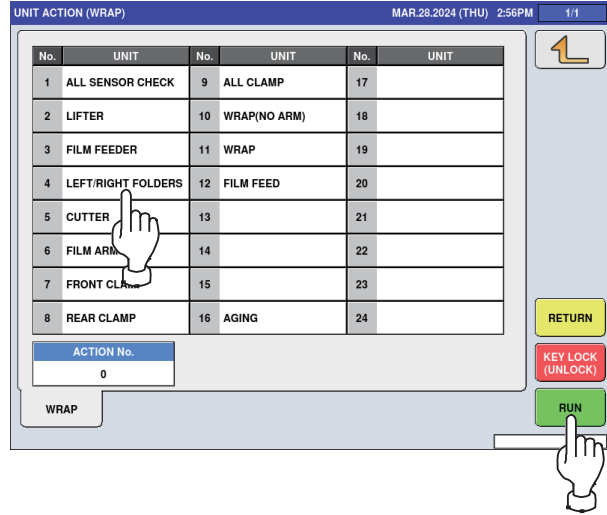 UNIT ACTION (WRAP) MAR.28.2024 (THU) 2:56PM 1/1
No. UNIT No. UNIT No. UNIT
1 ALL SENSOR CHECK 9 ALL CLAMP 17
2 LIFTER 10 WRAP(NO ARM) 18
3 FILM FEEDER 11 WRAP 19
4 LEFT/RIGHT FOLDERS 12 FILM FEED 20
5 CUTTER 13 21
6 FILM ARM 14 22
7 FRONT 15 23
8 REAR CLAMP 16 AGING 24
RETURN
ACTION No.
0
KEY LOCK
(UNLOCK)
WRAP
RUN